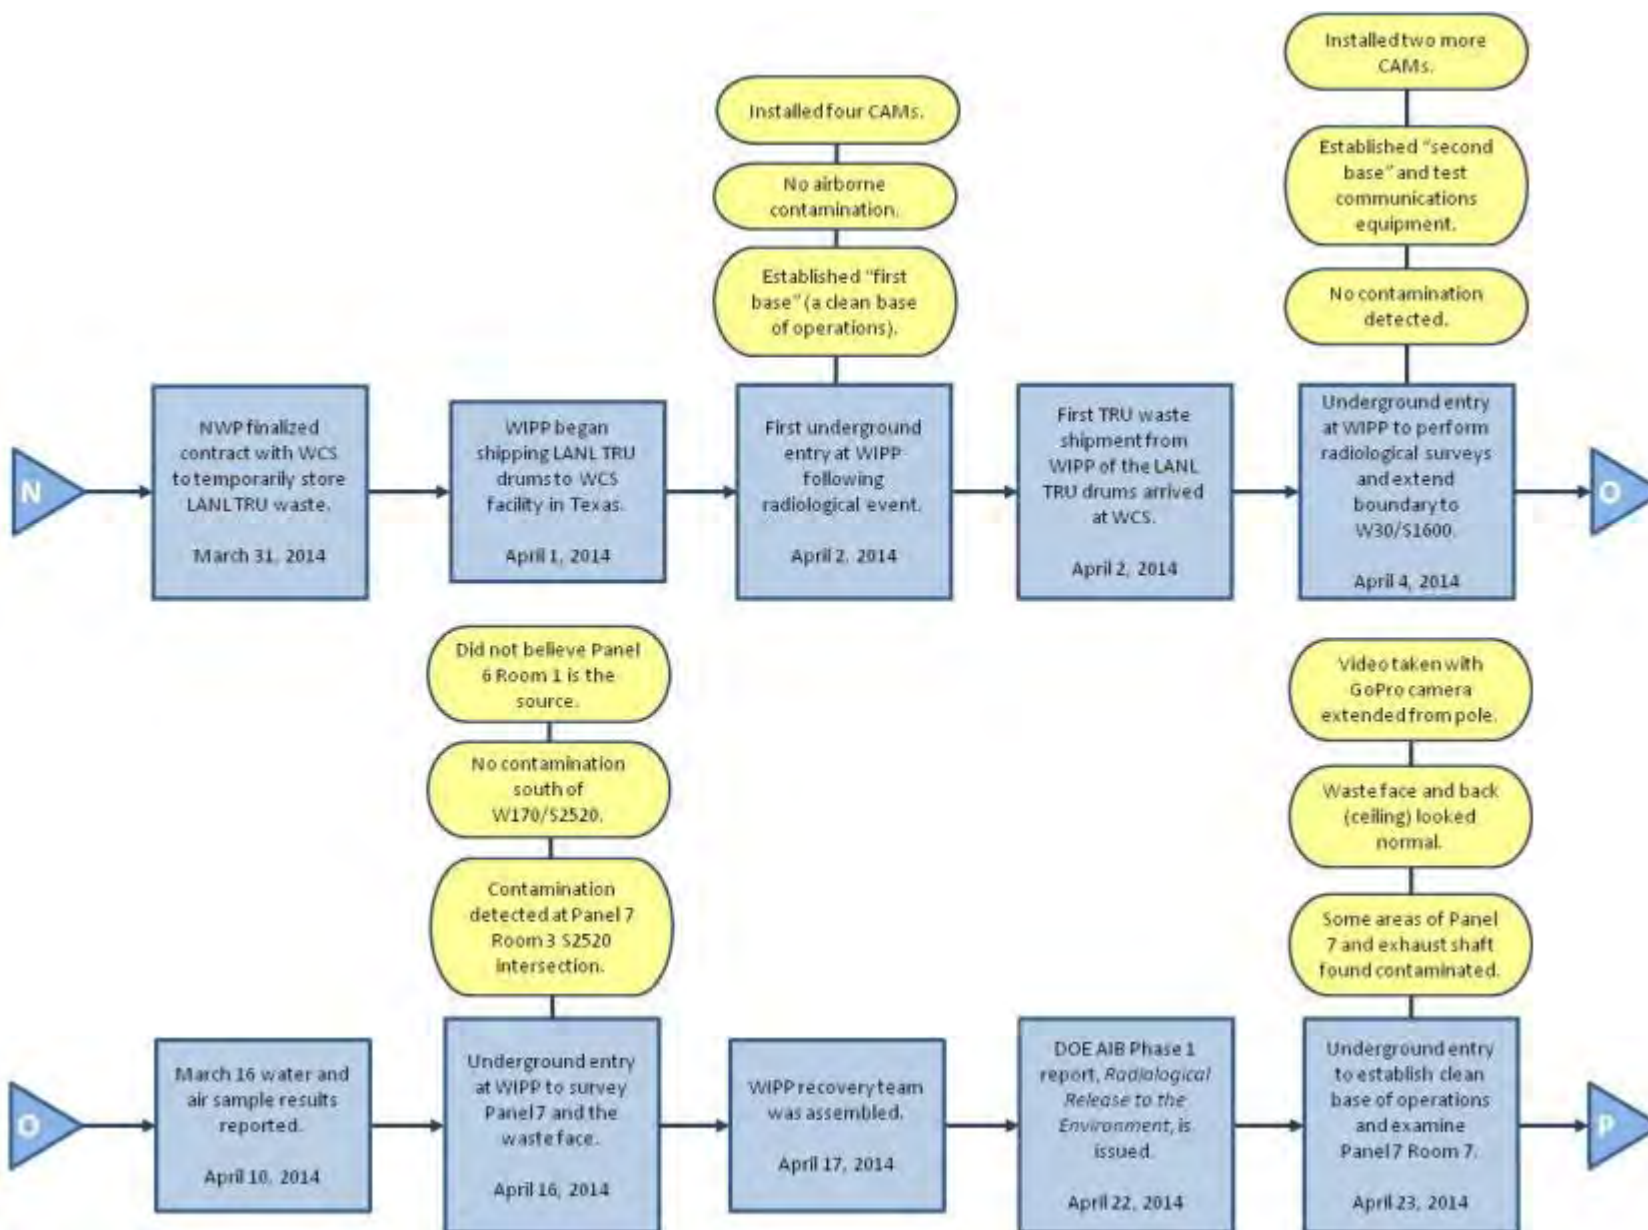 Installed four CAMs.
No airborne
contamination.
Established "first
base" (a clean base
of operations).
Installed two more
CAMs.
Established "second
base" and test
communications
equipment.
No contamination
detected.
N
NWP finalized
contract with WCS
to temporarily store
LANL TRU waste.
March 31, 2014
WIPP began
shipping LANL TRU
drums to WCS
facility in Texas.
April 1, 2014
First underground
entry at WIPP
following
radiological event.
April 2, 2014
First TRU waste
shipment from
WIPP of the LANL
TRU drums arrived
at WCS.
April 2, 2014
Underground entry
at WIPP to perform
radiological surveys
and extend
boundary to
W30/S1600.
April 4, 2014
O
Did not believe Panel
6 Room 1 is the
source.
No contamination
south of
W170/S2520.
Contamination
detected at Panel 7
Room 3 S2520
intersection.
Video taken with
GoPro camera
extended from pole.
Waste face and back
(ceiling) looked
normal.
Some areas of Panel
7 and exhaust shaft
found contaminated.
O
March 16 water and
air sample results
reported.
April 10, 2014
Underground entry
at WIPP to survey
Panel 7 and the
waste face.
April 16, 2014
WIPP recovery team
was assembled.
April 17, 2014
DOE AIB Phase 1
report, Radiological
Release to the
Environment, is
issued.
April 22, 2014
Underground entry
to establish clean
base of operations
and examine
Panel 7 Room 7.
April 23, 2014
P